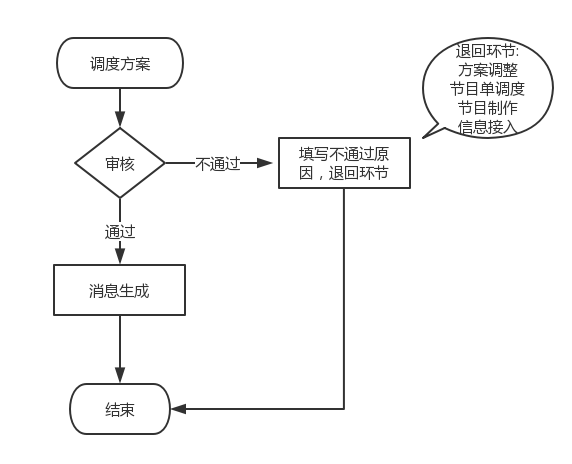 调度方案
退回环节:
方案调整
节目单调度
节目制作
信息接入
审核
不通过
填写不通过原
因，退回环节
通过
消息生成
结束